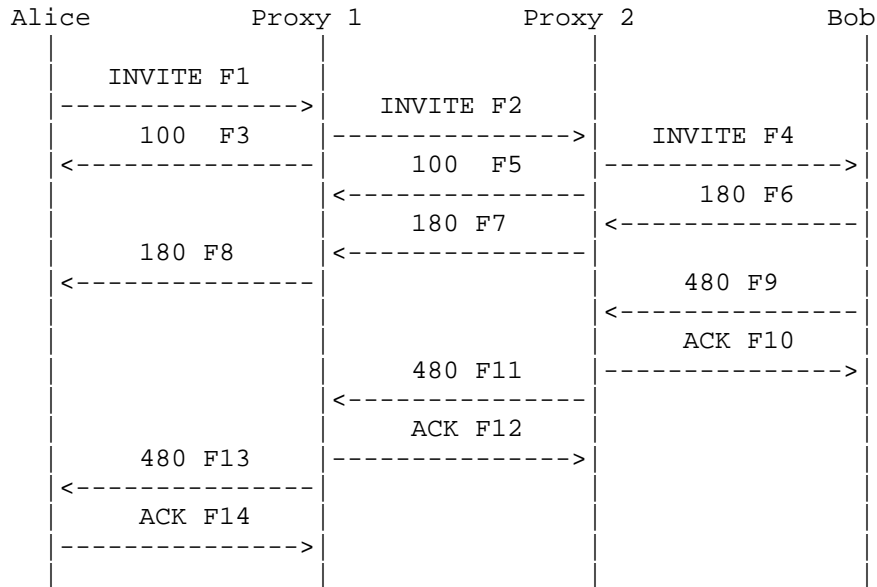 Alice Proxy 1 Proxy 2 Bob
INVITE F1
INVITE F2
100 F3
INVITE F4
100 F5
180 F6
180 F7
180 F8
480 F9
ACK F10
480 F11
ACK F12
480 F13
ACK F14